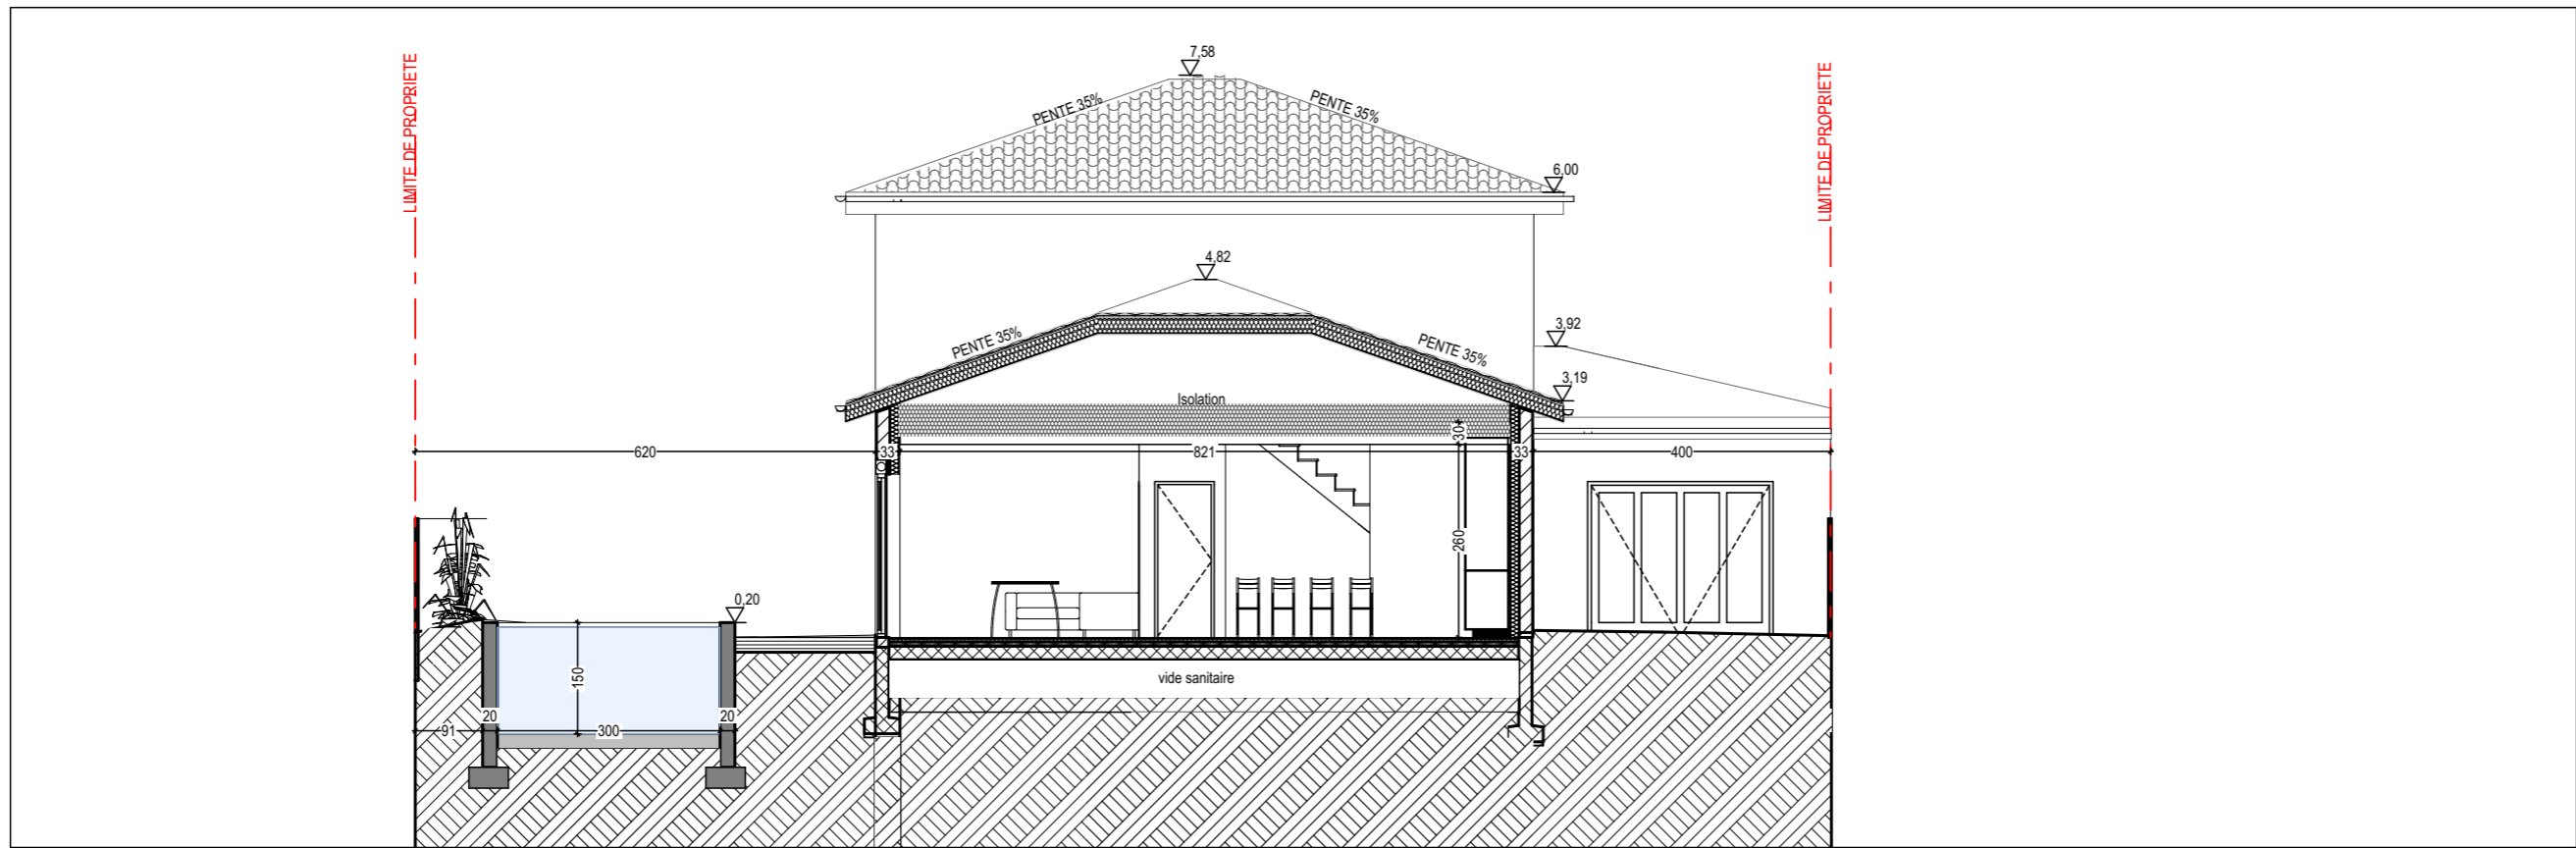 LIMITE DE PROPRIETE
7,58
LIMITE DE PROPRIETE
PENTE 35%
PENTE 35%
6,00
4,82
3,92
PENTE 35%
PENTE 35%
3,19
Isolation
30
620
33
821
33
400
260
0,20
150
vide sanitaire
20
20
91
300